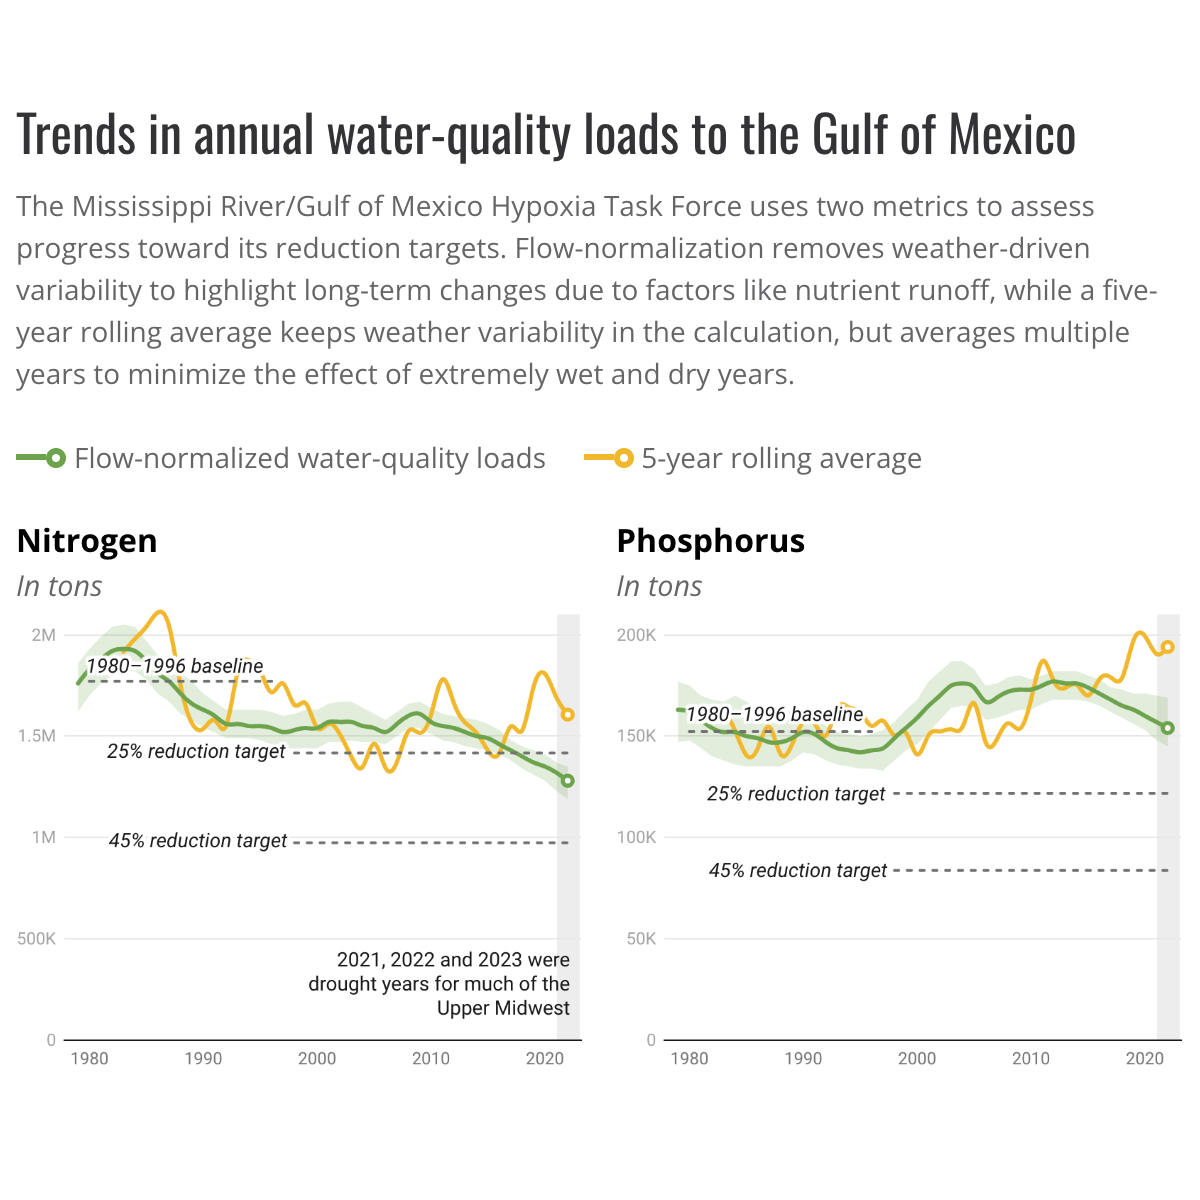 Trends in annual water-quality loads to the Gulf of Mexico
The Mississippi River/Gulf of Mexico Hypoxia Task Force uses two metrics to assess
progress toward its reduction targets. Flow-normalization removes weather-driven
variability to highlight long-term changes due to factors like nutrient runoff, while a five-
year rolling average keeps weather variability in the calculation, but averages multiple
years to minimize the effect of extremely wet and dry years.
Flow-normalized water-quality loads
5-year rolling average
Nitrogen
In tons
2M
1980–1996 baseline
1.5M
25% reduction target
1M
45% reduction target
500K
2021, 2022 and 2023 were
drought years for much of the
Upper Midwest
0
1980 1990 2000 2010 2020
Phosphorus
In tons
200K
1980–1996 baseline
150K
25% reduction target
100K
45% reduction target
50K
0
1980 1990 2000 2010 2020